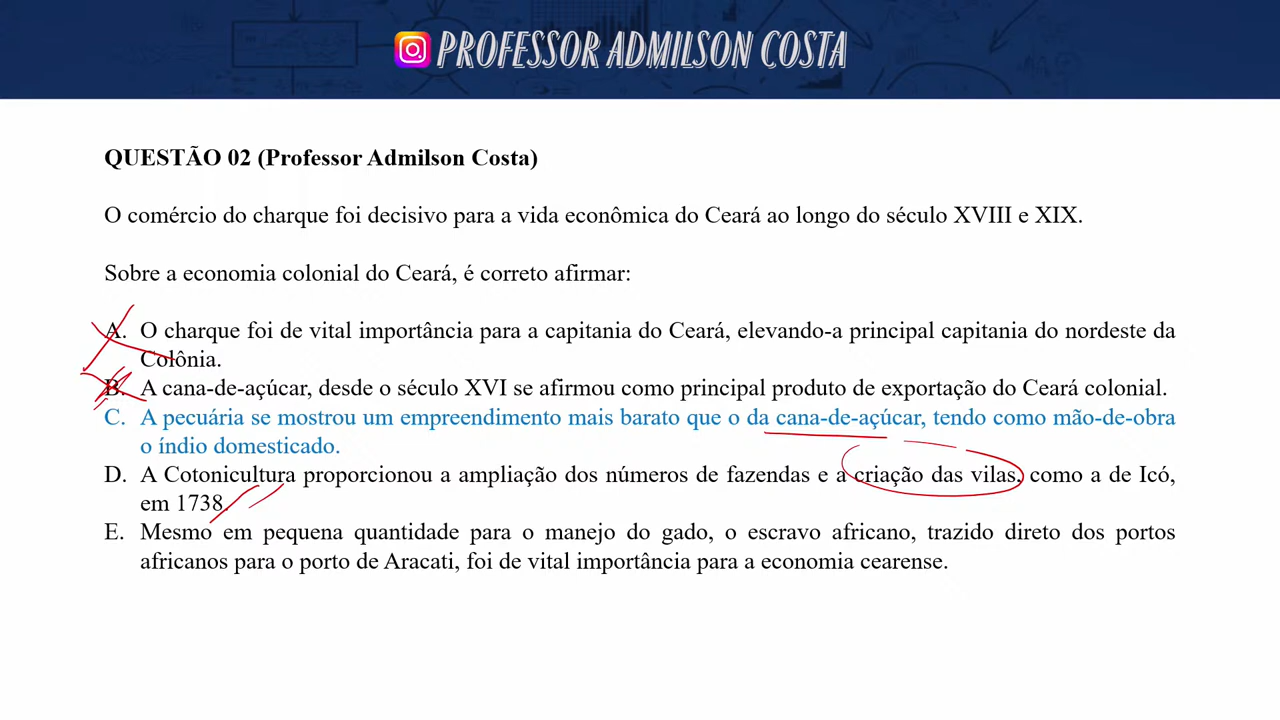 PROFESSOR ADMILSON COSTA
QUESTÃO 02 (Professor Admilson Costa)
O comércio do charque foi decisivo para a vida econômica do Ceará ao longo do século XVIII e XIX.
Sobre a economia colonial do Ceará, é correto afirmar:
A. O charque foi de vital importância para a capitania do Ceará, elevando-a principal capitania do nordeste da
Colônia.
B. A cana-de-açúcar, desde o século XVI se afirmou como principal produto de exportação do Ceará colonial.
C. A pecuária se mostrou um empreendimento mais barato que o da cana-de-açúcar, tendo como mão-de-obra
o índio domesticado.
D. A Cotonicultura proporcionou a ampliação dos números de fazendas e a criação das vilas, como a de Icó,
em 1738.
E. Mesmo em pequena quantidade para o manejo do gado, o escravo africano, trazido direto dos portos
africanos para o porto de Aracati, foi de vital importância para a economia cearense.